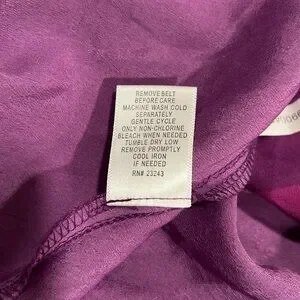 REMOVE BELT
BEFORE CARE
MACHINE WASH COLD
SEPARATELY
GENTLE CYCLE
ONLY NON-CHLORINE
BLEACH WHEN NEEDED
TUMBLE DRY LOW
REMOVE PROMPTLY
COOL IRON
IF NEEDED
RN# 23243